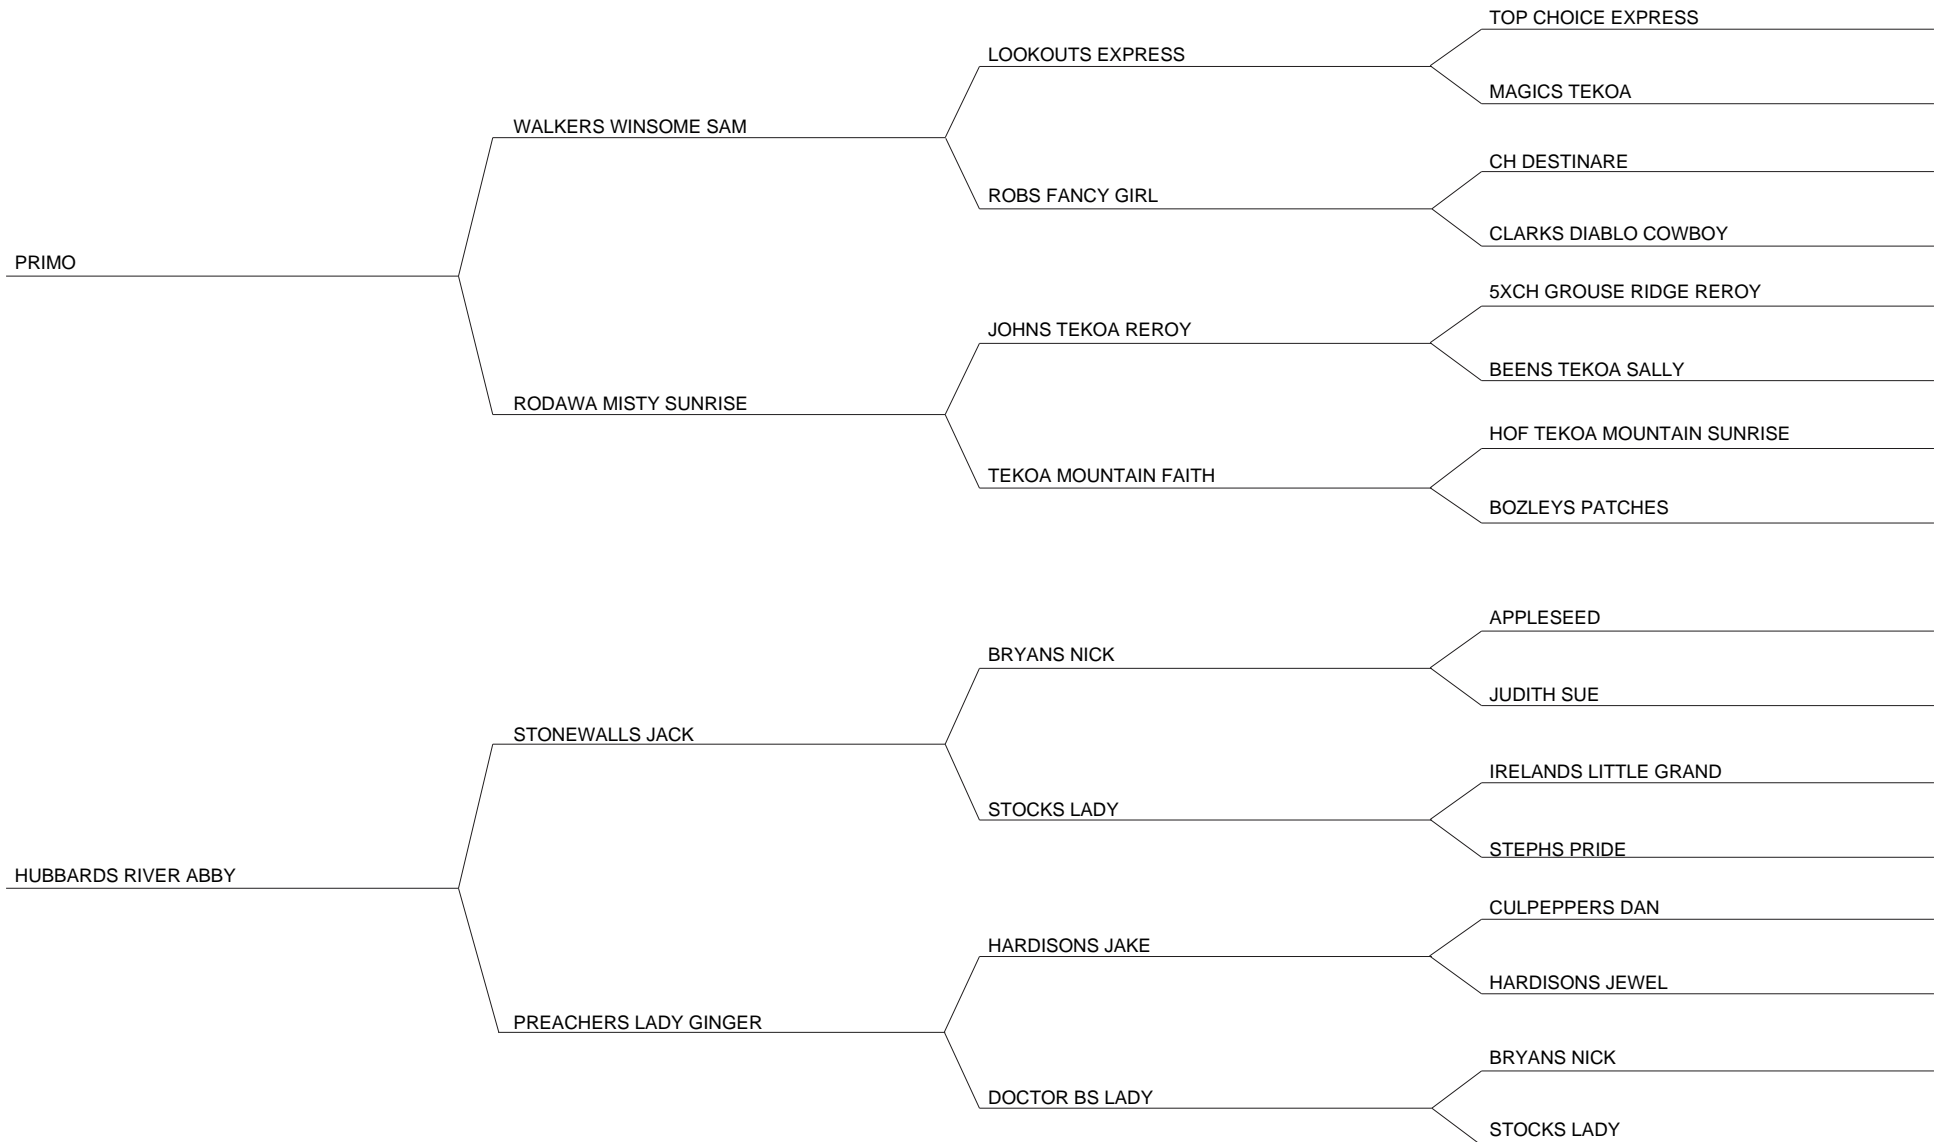 TOP CHOICE EXPRESS
LOOKOUTS EXPRESS
MAGICS TEKOA
WALKERS WINSOME SAM
CH DESTINARE
ROBS FANCY GIRL
CLARKS DIABLO COWBOY
PRIMO
5XCH GROUSE RIDGE REROY
JOHNS TEKOA REROY
BEENS TEKOA SALLY
RODAWA MISTY SUNRISE
HOF TEKOA MOUNTAIN SUNRISE
TEKOA MOUNTAIN FAITH
BOZLEYS PATCHES
APPLESEED
BRYANS NICK
JUDITH SUE
STONEWALLS JACK
IRELANDS LITTLE GRAND
STOCKS LADY
STEPHS PRIDE
HUBBARDS RIVER ABBY
CULPEPPERS DAN
HARDISONS JAKE
HARDISONS JEWEL
PREACHERS LADY GINGER
BRYANS NICK
DOCTOR BS LADY
STOCKS LADY